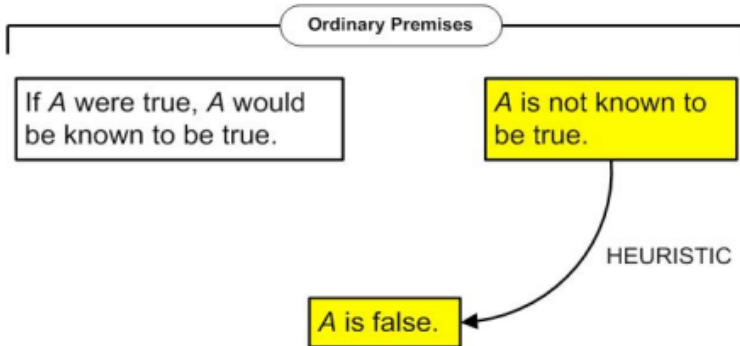 Ordinary Premises
If A were true, A would
be known to be true.
A is not known to
be true.
HEURISTIC
A is false.